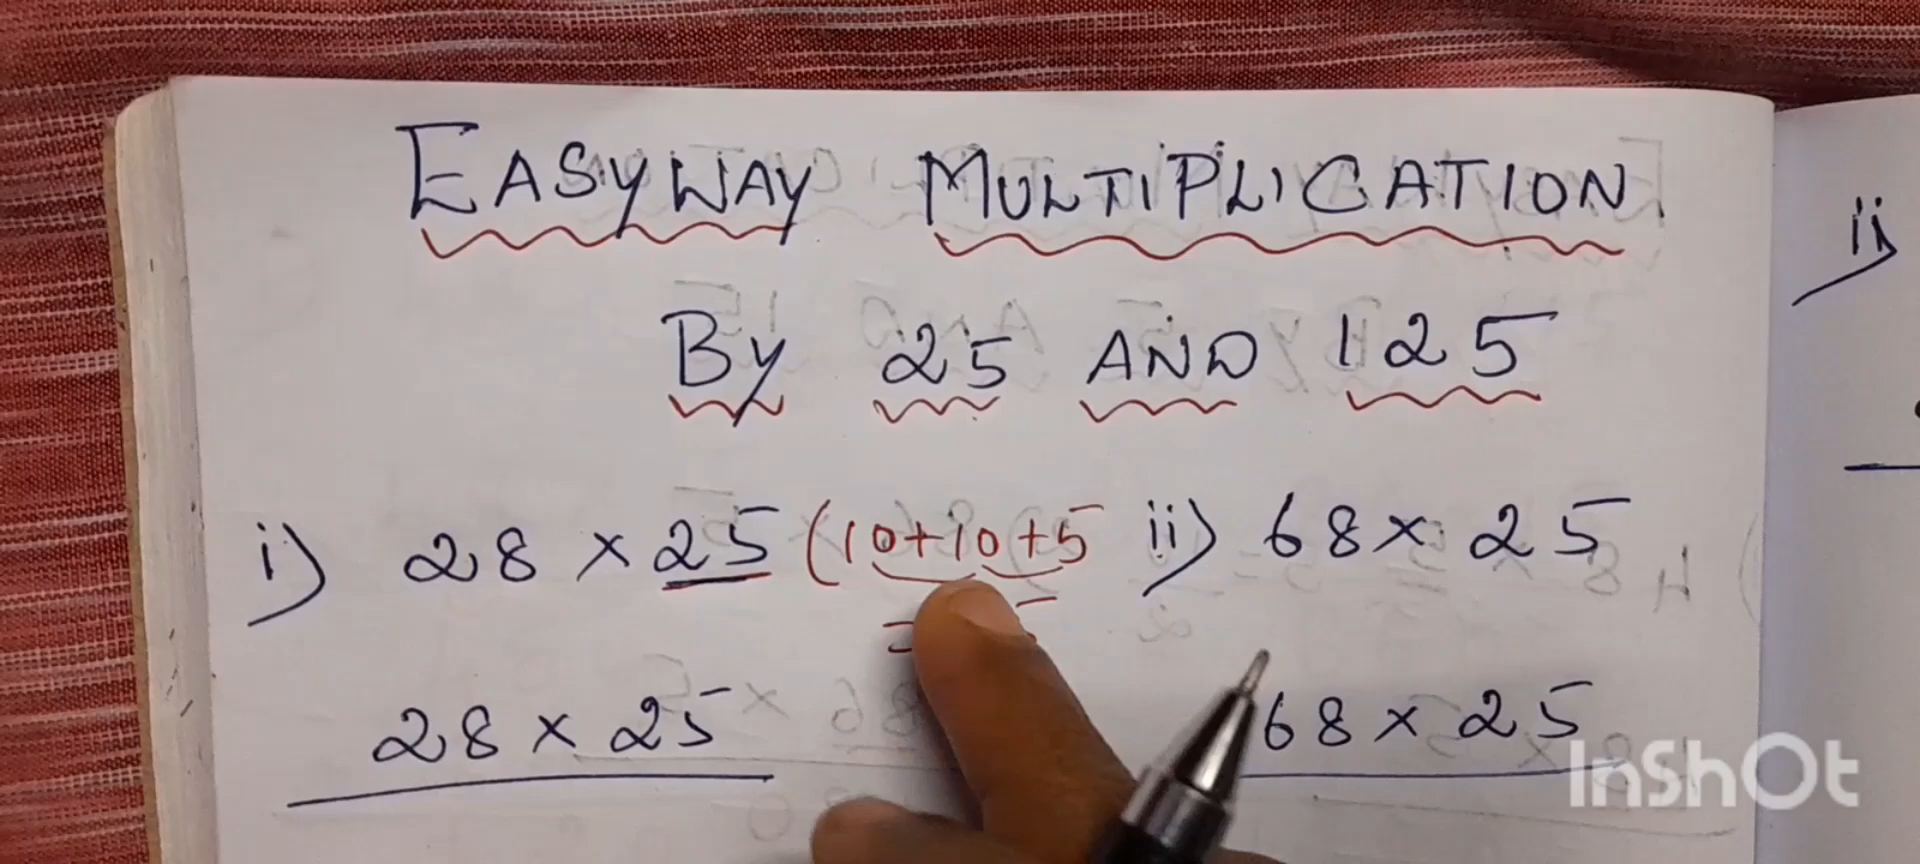 EASYWAY MULTIPLICATION
By 25 AND 125
i) 28 × 25 (10+10+5
=
28 × 25
ii) 68 × 25
68 × 25
ii)
InShOt